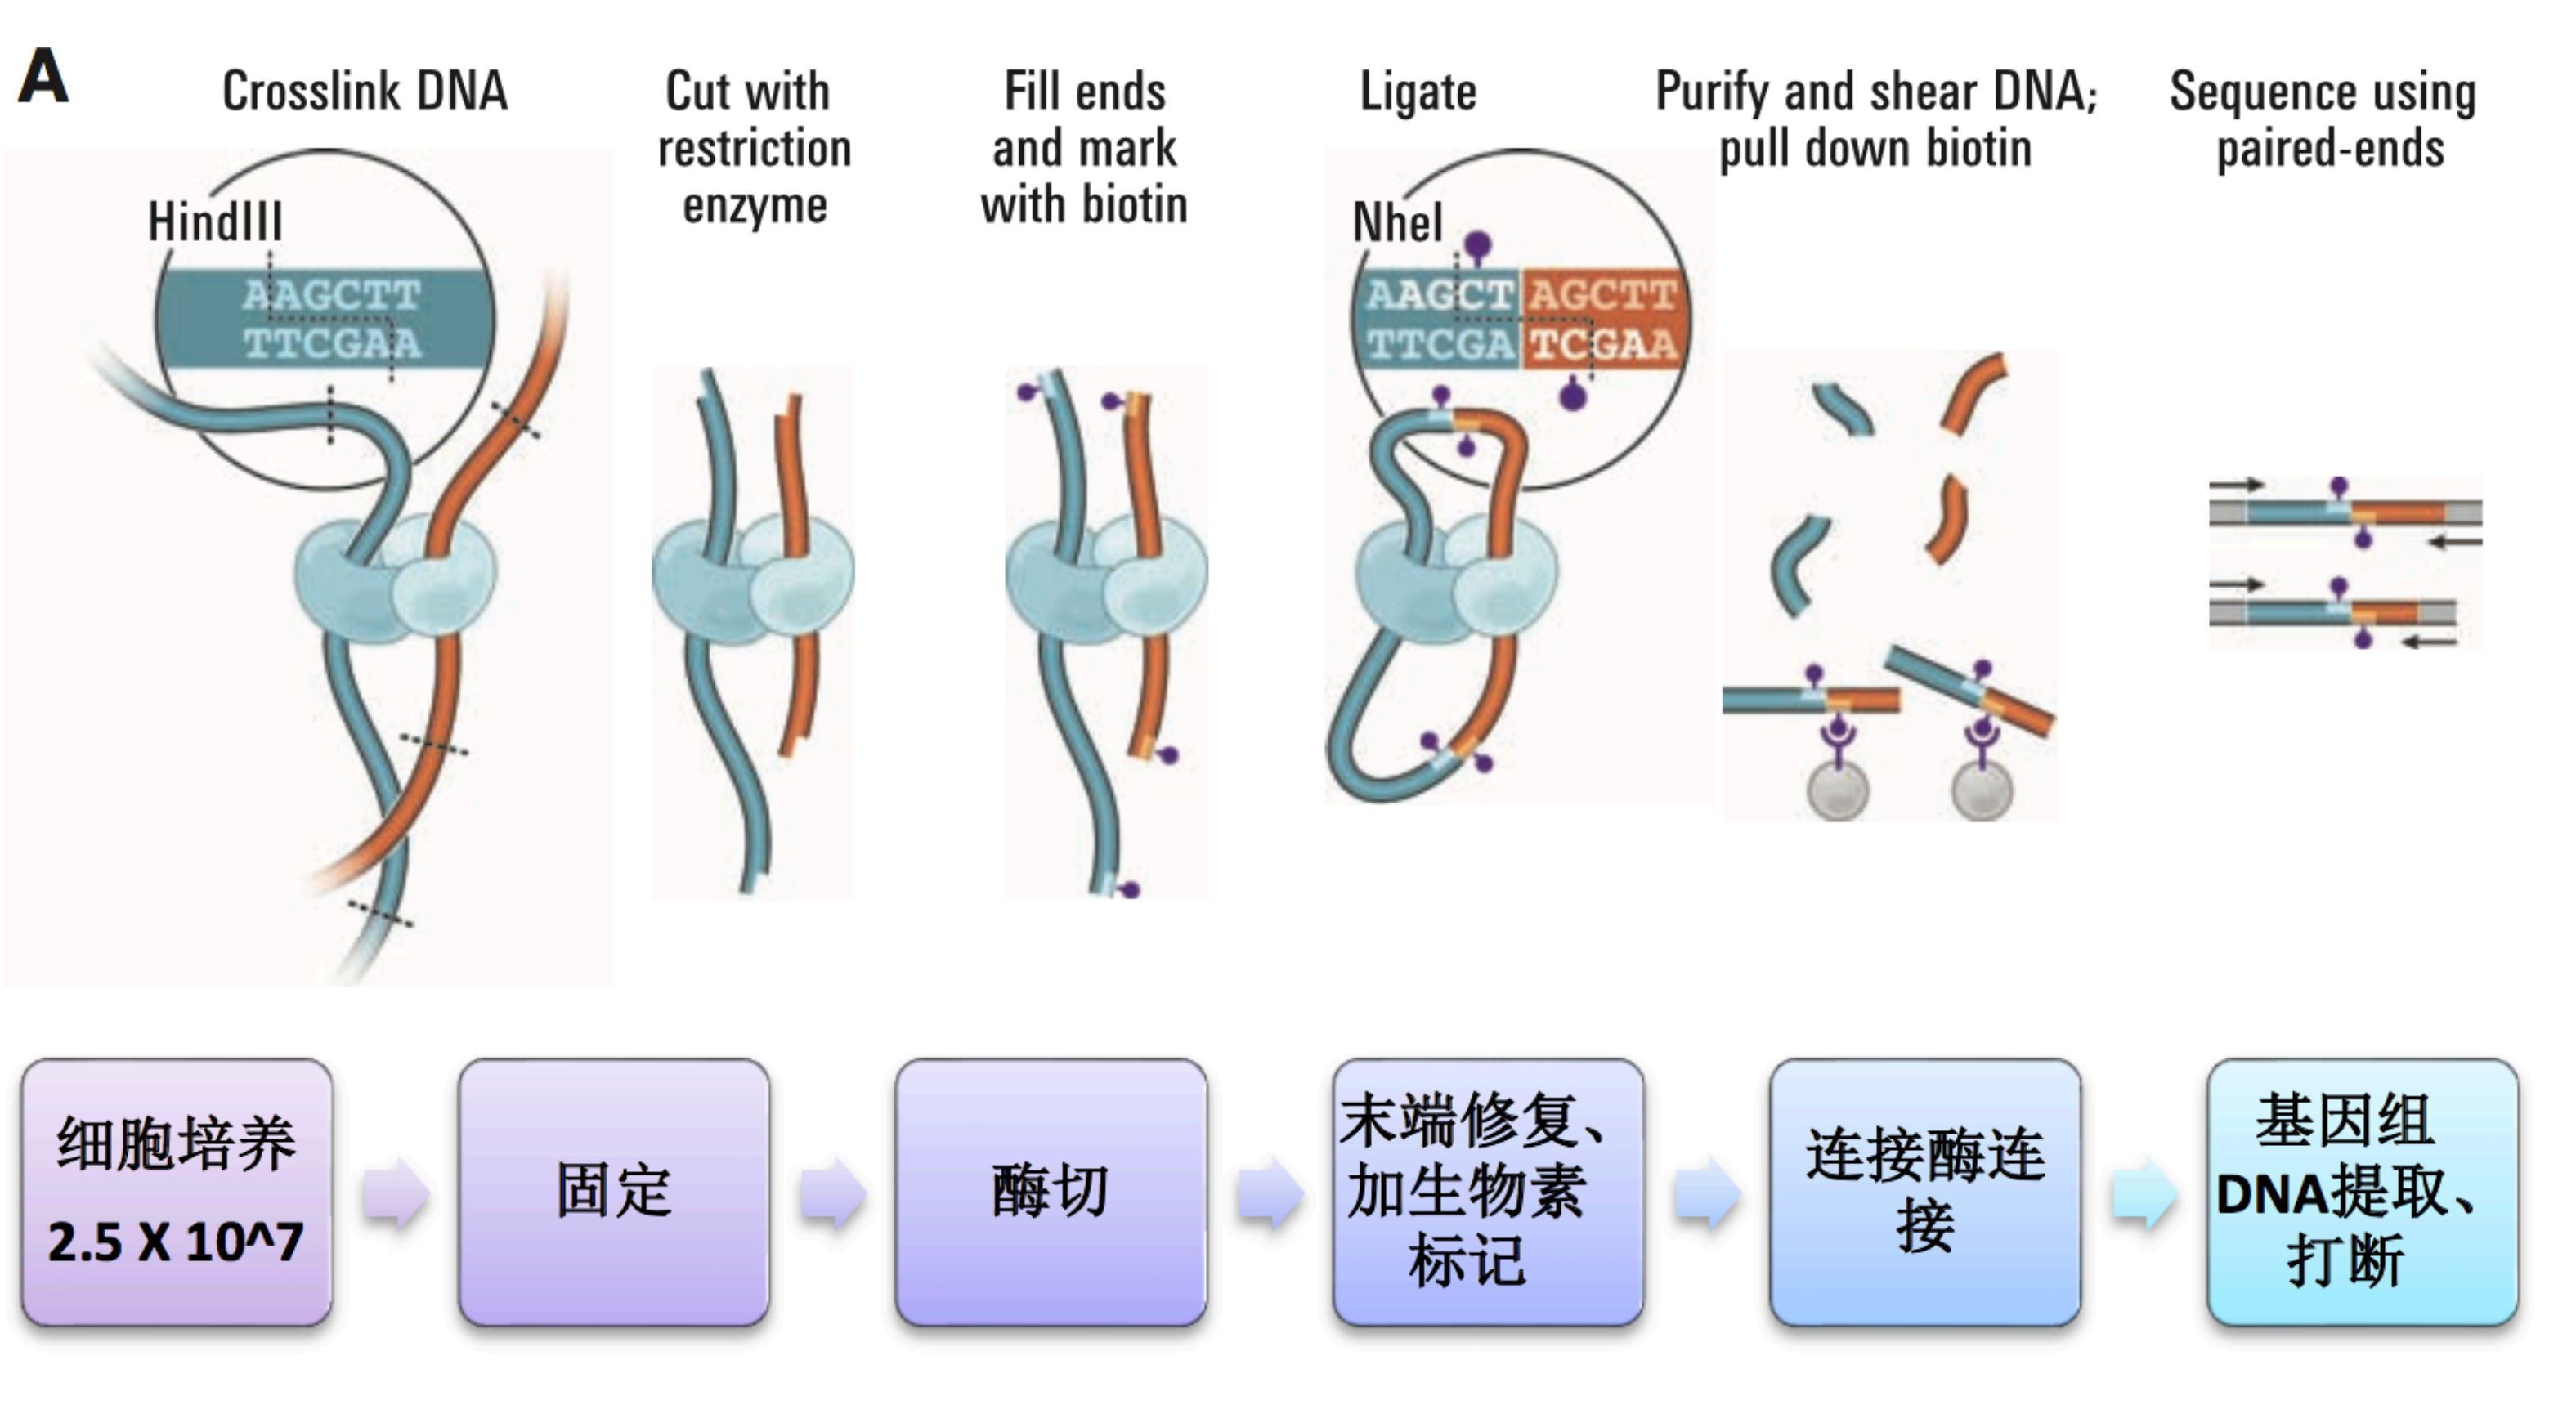 A
Crosslink DNA
Cut with
restriction
enzyme
Fill ends
and mark
with biotin
Ligate
Purify and shear DNA;
pull down biotin
Sequence using
paired-ends
HindIII
AAGCTT
TTCGAA
NheI
AAGCT AGCTT
TTCGA TCGAA
细胞培养
2.5 X 10^7
固定
酶切
末端修复、
加生物素
标记
连接酶连
接
基因组
DNA提取、
打断